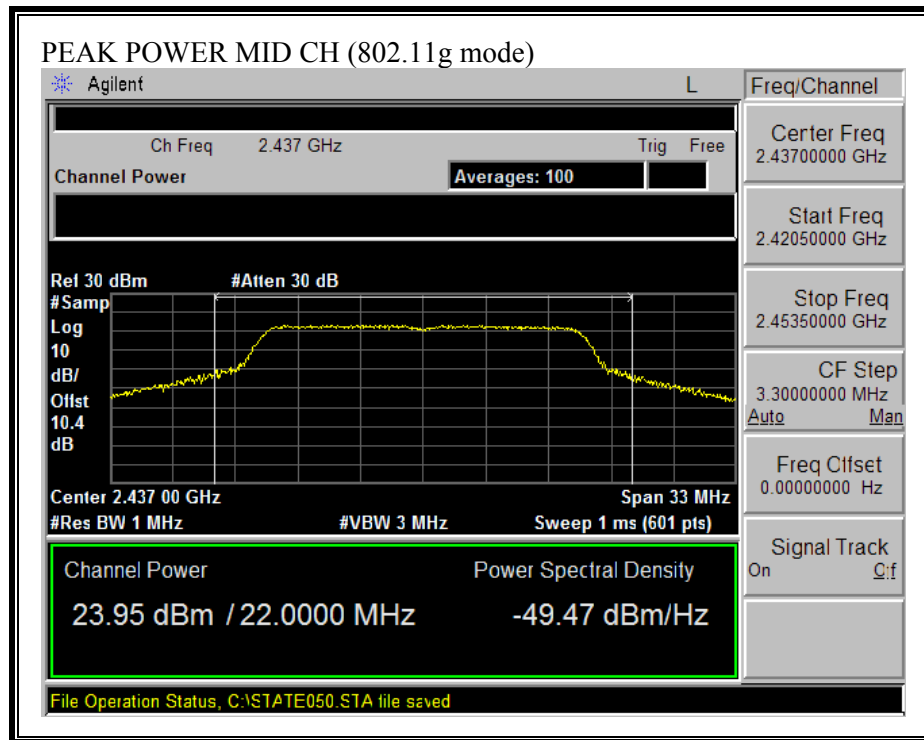 PEAK POWER MID CH (802.11g mode)
Agilent L
Freq/Channel
Ch Freq 2.437 GHz Trig Free
Channel Power Averages: 100
Center Freq
2.43700000 GHz
Start Freq
2.42050000 GHz
Stop Freq
2.45350000 GHz
CF Step
3.30000000 MHz
Auto Man
Freq Offset
0.00000000 Hz
Signal Track
On Off
Ref 30 dBm #Atten 30 dB
#Samp
Log
10
dB/
Offst
10.4
dB
Center 2.437 00 GHz Span 33 MHz
#Res BW 1 MHz #VBW 3 MHz Sweep 1 ms (601 pts)
Channel Power Power Spectral Density
23.95 dBm / 22.0000 MHz -49.47 dBm/Hz
File Operation Status, C:\STATE050.STA file saved